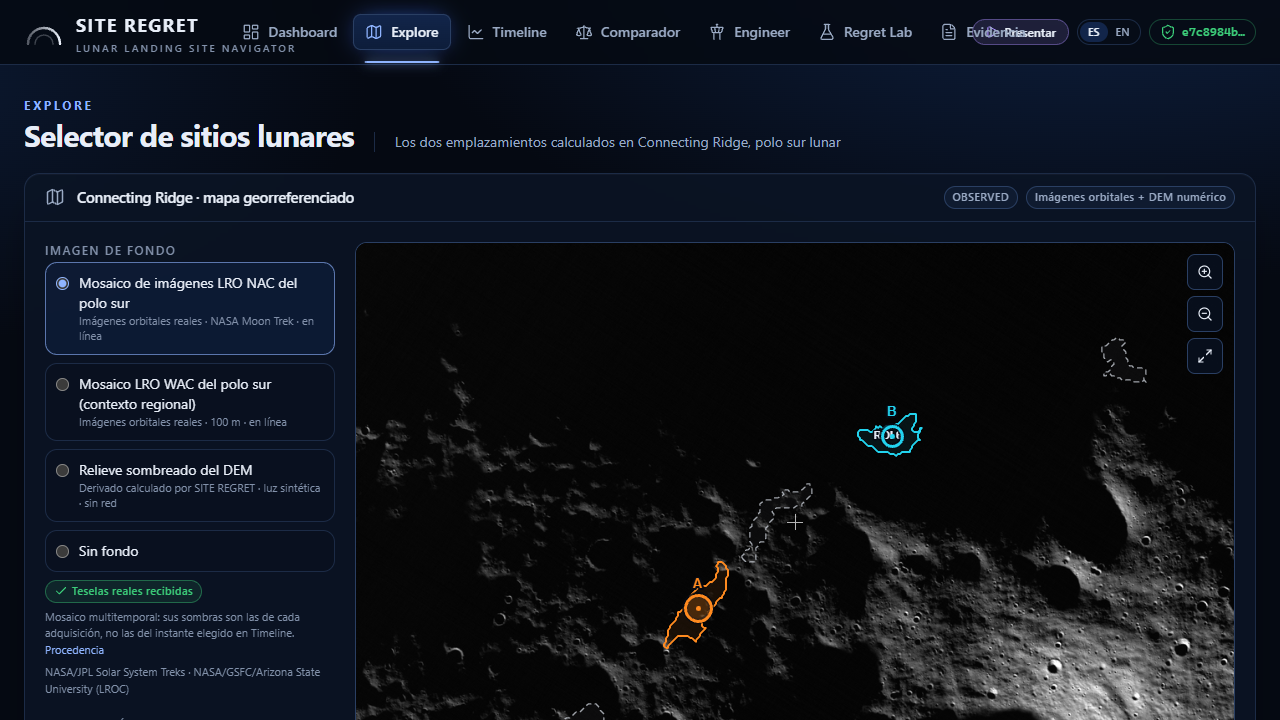 SITE REGRET
LUNAR LANDING SITE NAVIGATOR
Dashboard
Explore
Timeline
Comparador
Engineer
Regret Lab
Presentar
ES
EN
e7c8984b…
EXPLORE
Selector de sitios lunares
Los dos emplazamientos calculados en Connecting Ridge, polo sur lunar
Connecting Ridge · mapa georreferenciado
OBSERVED
Imágenes orbitales + DEM numérico
IMAGEN DE FONDO
Mosaico de imágenes LRO NAC del
polo sur
Imágenes orbitales reales · NASA Moon Trek · en
línea
Mosaico LRO WAC del polo sur
(contexto regional)
Imágenes orbitales reales · 100 m · en línea
Relieve sombreado del DEM
Derivado calculado por SITE REGRET · luz sintética
· sin red
Sin fondo
Teselas reales recibidas
Mosaico multitemporal: sus sombras son las de cada
adquisición, no las del instante elegido en Timeline.
Procedencia
NASA/JPL Solar System Treks · NASA/GSFC/Arizona State
University (LROC)
B
A